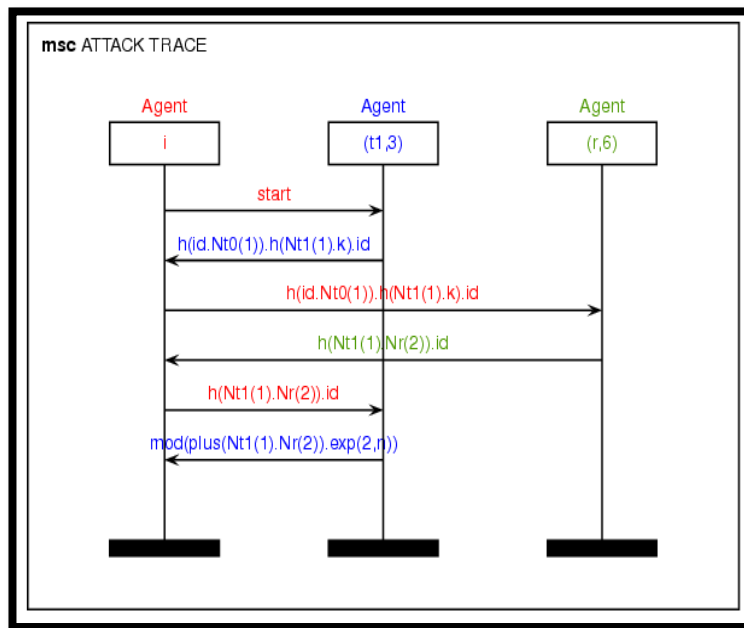 msc ATTACK TRACE
Agent Agent Agent
i (t1,3) (r,6)
start
h(id.Nt0(1)).h(Nt1(1).k).id
h(id.Nt0(1)).h(Nt1(1).k).id
h(Nt1(1).Nr(2)).id
h(Nt1(1).Nr(2)).id
mod(plus(Nt1(1).Nr(2)).exp(2,n))